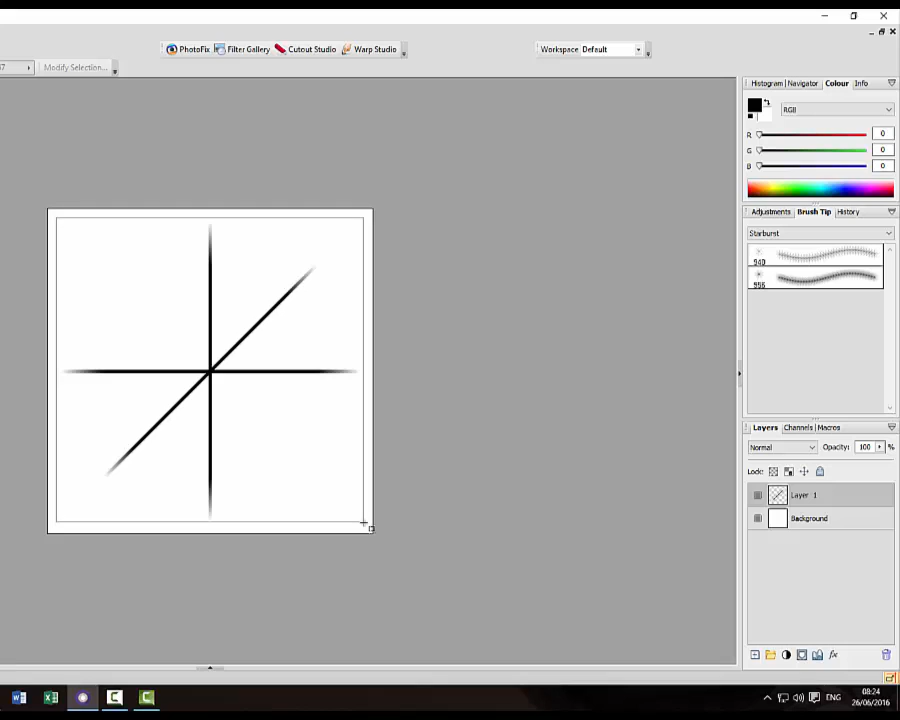 PhotoFix Filter Gallery Cutout Studio Warp Studio Workspace Default
Modify Selection...
Histogram Navigator Colour Info
RGB
R 0
G 0
B 0
Adjustments Brush Tip History
Starburst
940
956
Layers Channels Macros
Normal Opacity: 100 %
Lock:
Layer 1
Background
ENG
08:24
26/06/2016